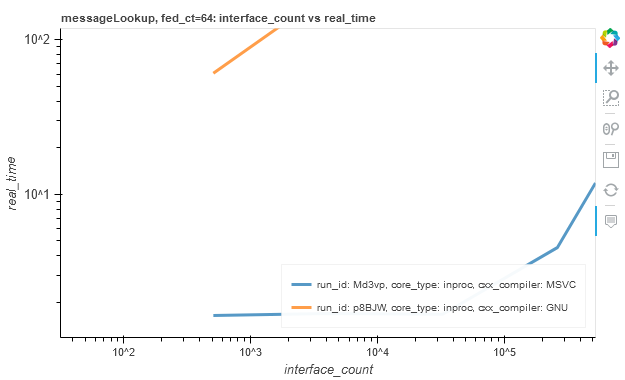 messageLookup, fed_ct=64: interface_count vs real_time
10^2
real_time
10^1
run_id: Md3vp, core_type: inproc, cxx_compiler: MSVC
run_id: p8BJW, core_type: inproc, cxx_compiler: GNU
10^2 10^3 10^4 10^5
interface_count